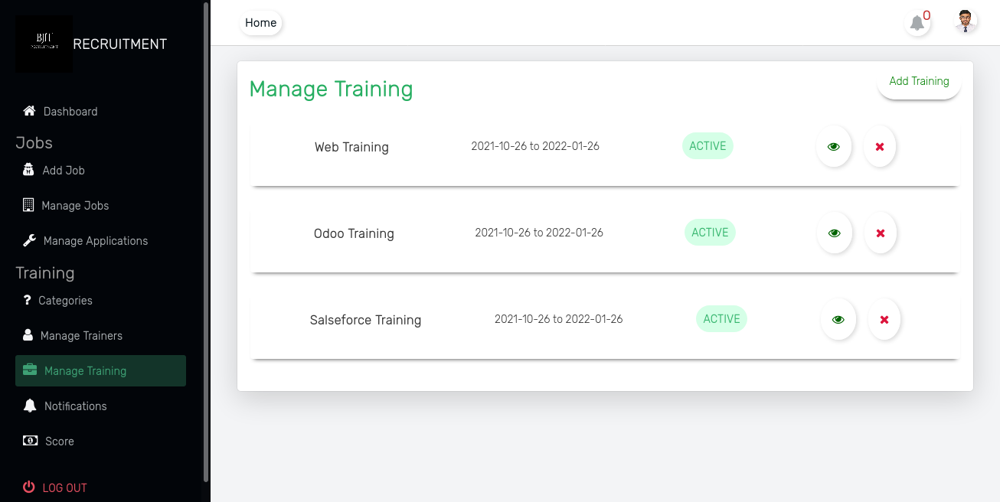 RECRUITMENT
RECRUITMENT
Home
0
Dashboard
Jobs
Add Job
Manage Jobs
Manage Applications
Training
Categories
Manage Trainers
Manage Training
Notifications
Score
LOG OUT
Manage Training
Add Training
Web Training 2021-10-26 to 2022-01-26 ACTIVE
Odoo Training 2021-10-26 to 2022-01-26 ACTIVE
Salseforce Training 2021-10-26 to 2022-01-26 ACTIVE